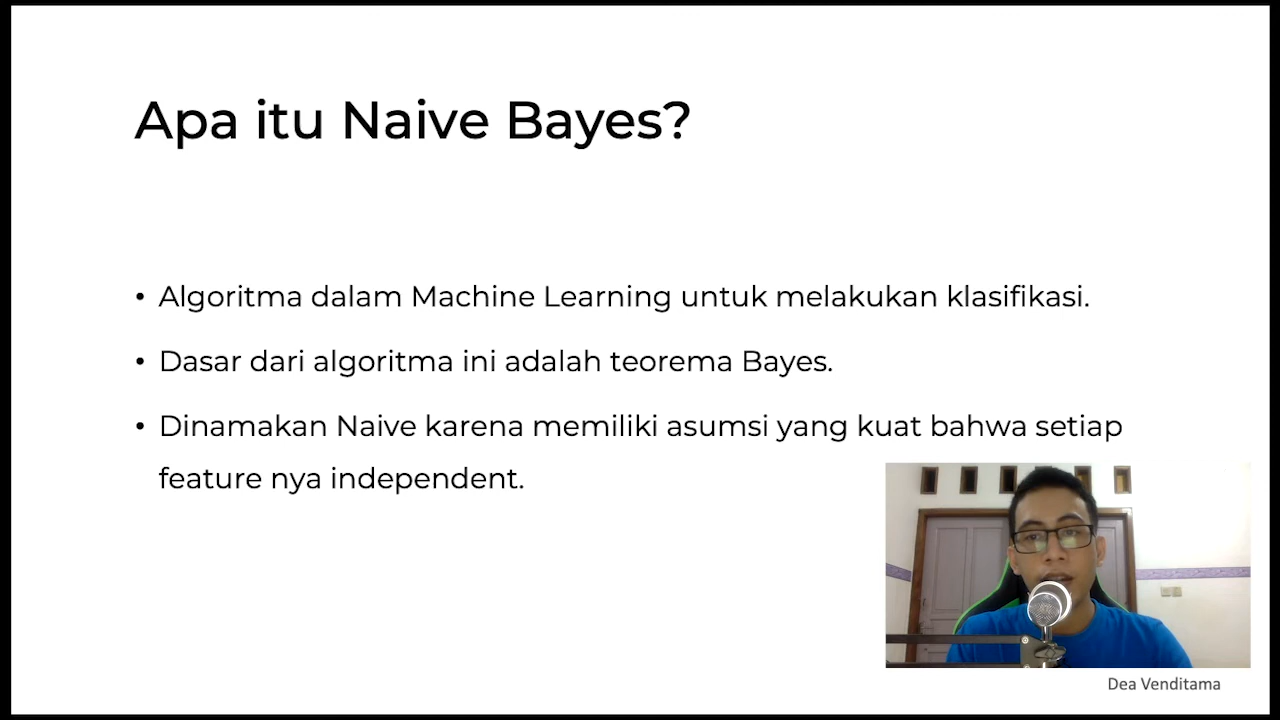 Apa itu Naive Bayes?
• Algoritma dalam Machine Learning untuk melakukan klasifikasi.
• Dasar dari algoritma ini adalah teorema Bayes.
• Dinamakan Naive karena memiliki asumsi yang kuat bahwa setiap
feature nya independent.
Dea Venditama